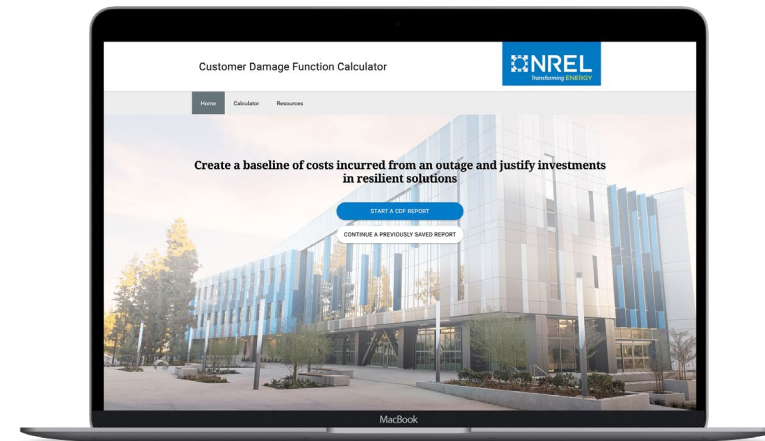 Customer Damage Function Calculator
NREL
Transforming ENERGY
Home Calculator Resources
Create a baseline of costs incurred from an outage and justify investments
in resilient solutions
START A CDF REPORT
CONTINUE A PREVIOUSLY SAVED REPORT
MacBook